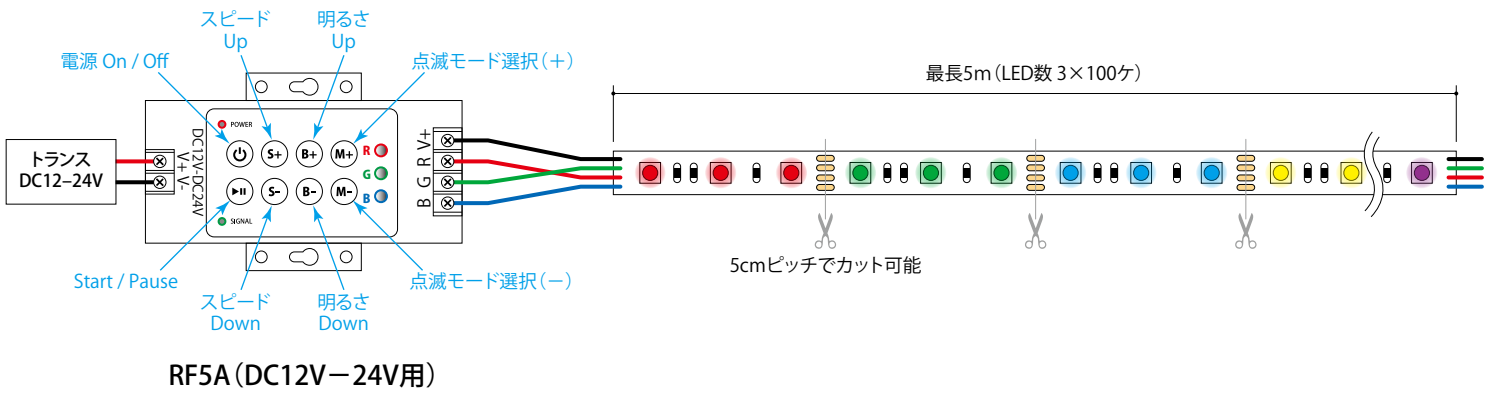 スピード
Up
明るさ
Up
電源 On / Off
点滅モード選択(+)
最長5m(LED数 3×100ケ)
トランス
DC12–24V
V+ V-
DC12V-DC24V
POWER
S+
B+
M+
S-
B-
M-
SIGNAL
R
G
B
V+
R
G
B
5cmピッチでカット可能
Start / Pause
スピード
Down
明るさ
Down
点滅モード選択(−)
RF5A(DC12V−24V用)